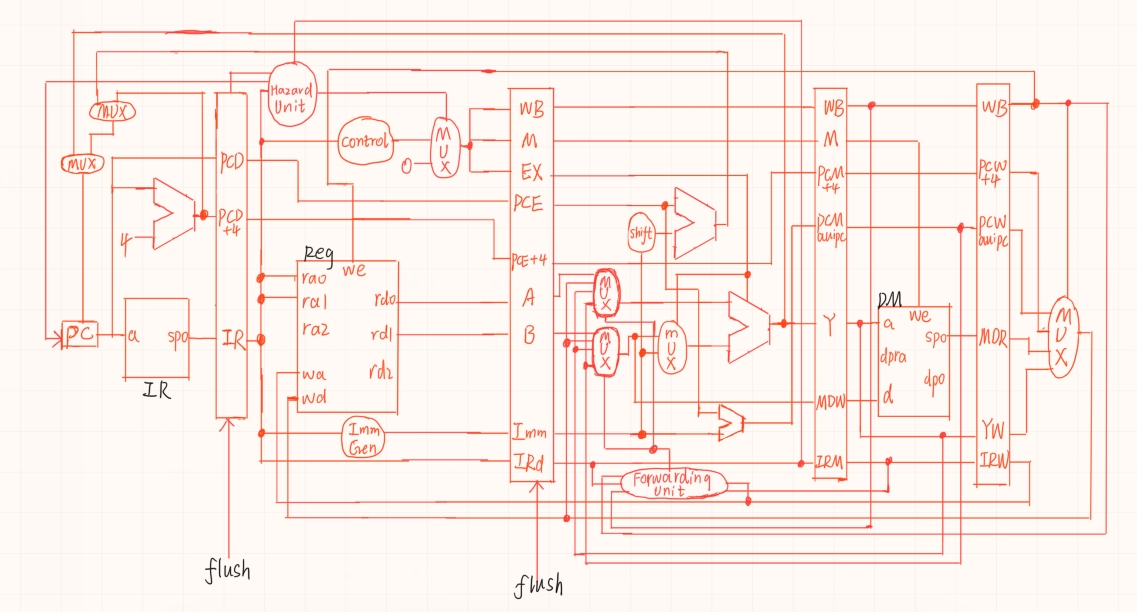 MUX
MUX
4
PC
a
spo
IR
Hazard
Unit
PCD
PCD
+4
IR
flush
Control
0
M
U
X
Reg
we
ra0
ra1
ra2
rd0
rd1
rd2
wa
wd
Imm
Gen
WB
M
EX
PCE
PCE+4
A
B
Imm
IRd
flush
M
U
X
M
U
X
shift
m
U
X
Forwarding
Unit
WB
M
PCM
+4
PCM
auipc
Y
MDW
IRM
DM
we
a
spo
dpra
dpo
d
WB
PCW
+4
PCW
auipc
MDR
YW
IRW
M
U
X